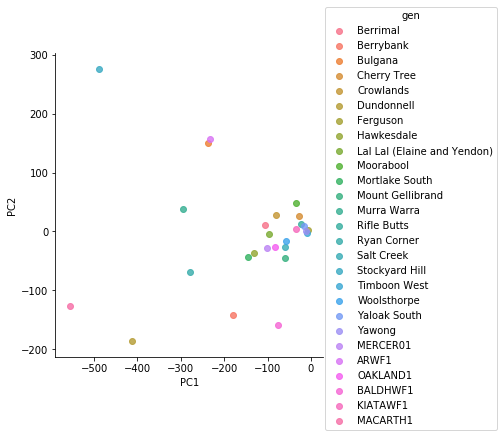 gen
Berrimal
Berrybank
Bulgana
Cherry Tree
Crowlands
Dundonnell
Ferguson
Hawkesdale
Lal Lal (Elaine and Yendon)
Moorabool
Mortlake South
Mount Gellibrand
Murra Warra
Rifle Butts
Ryan Corner
Salt Creek
Stockyard Hill
Timboon West
Woolsthorpe
Yaloak South
Yawong
MERCER01
ARWF1
OAKLAND1
BALDHWF1
KIATAWF1
MACARTH1
300
200
100
0
−100
−200
PC2
−500
−400
−300
−200
−100
0
PC1